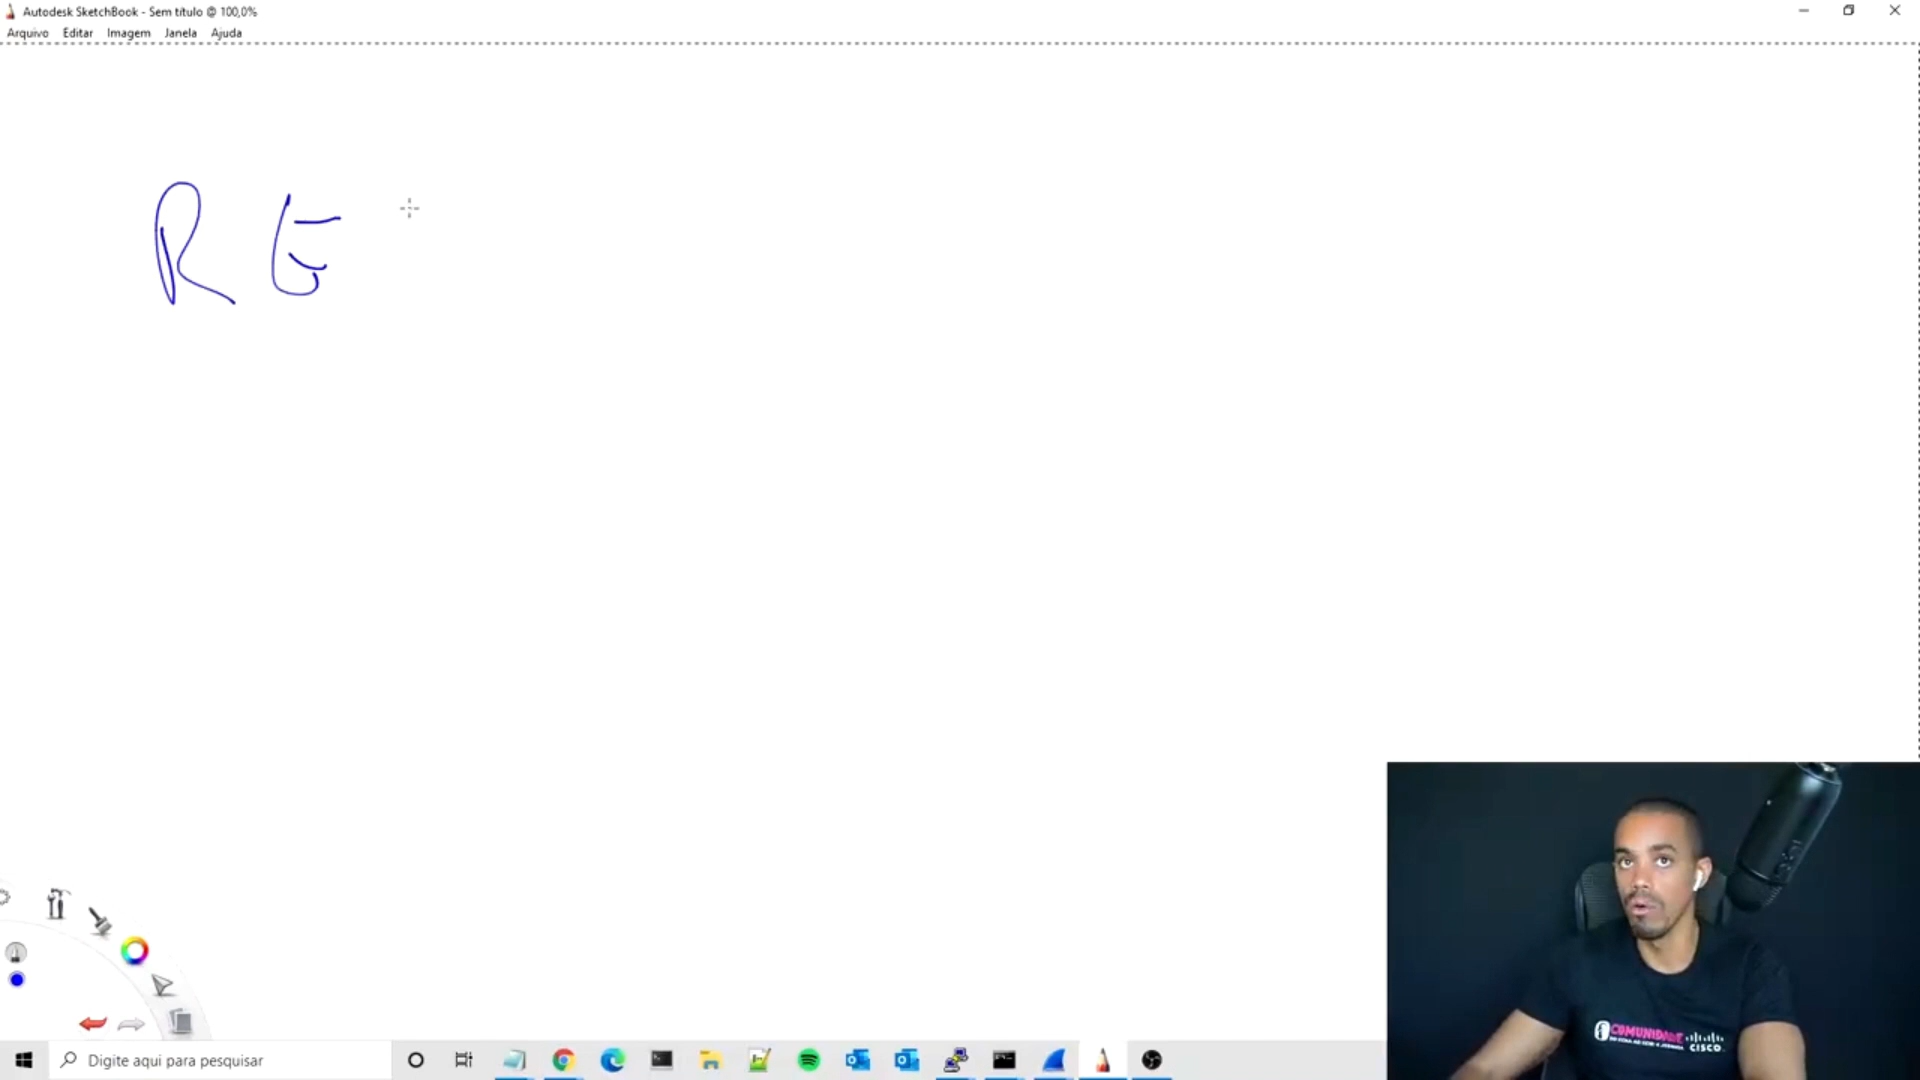 Autodesk SketchBook - Sem título @ 100,0%
Arquivo Editar Imagem Janela Ajuda
R E
COMUNIDADE
CISCO
Digite aqui para pesquisar